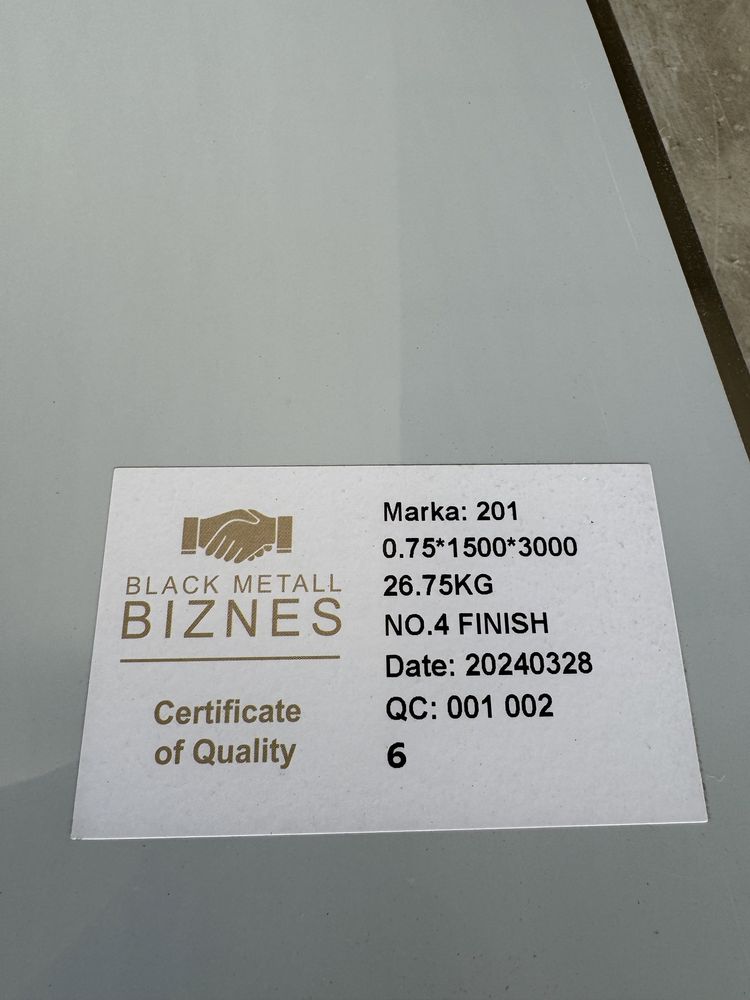 BLACK METALL
BIZNES
Certificate
of Quality
Marka: 201
0.75*1500*3000
26.75KG
NO.4 FINISH
Date: 20240328
QC: 001 002
6